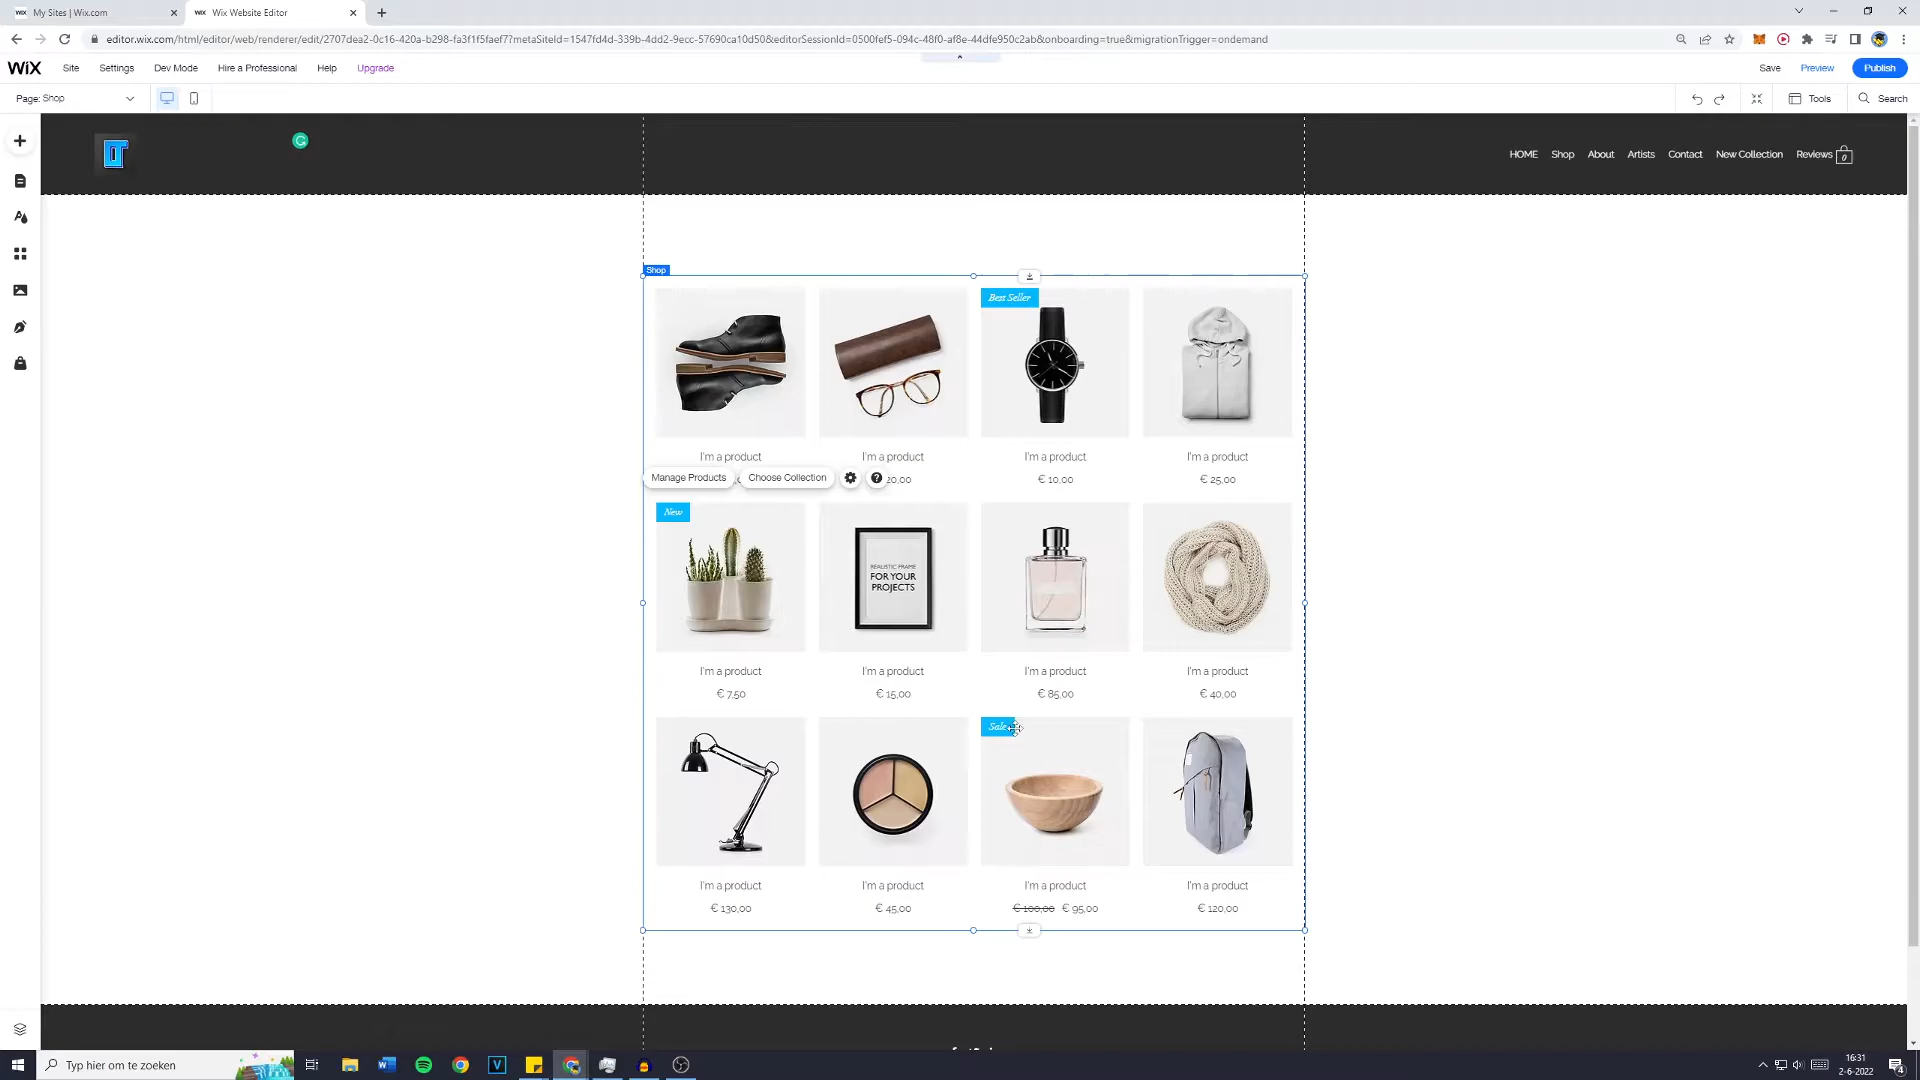 My Sites | Wix.com
Wix Website Editor
editor.wix.com/html/editor/web/renderer/edit/2707dea2-0c16-420a-b298-fa3f1f5faef7?metaSiteId=1547fd4d-339b-4dd2-9ecc-57690ca10d50&editorSessionId=0500fef5-094c-48f0-af8e-44dfe950c2ab&onboarding=true&migrationTrigger=ondemand
WiX Site Settings Dev Mode Hire a Professional Help Upgrade Save Preview Publish
Page: Shop Tools Search
HOME Shop About Artists Contact New Collection Reviews 0
Shop
Best Seller
I'm a product I'm a product I'm a product I'm a product
Manage Products Choose Collection ? 20,00 € 10,00 € 25,00
New
REALISTIC FRAME
FOR YOUR
PROJECTS
I'm a product I'm a product I'm a product I'm a product
€ 7,50 € 15,00 € 85,00 € 40,00
Sale
I'm a product I'm a product I'm a product I'm a product
€ 130,00 € 45,00 € 100,00 € 95,00 € 120,00
Typ hier om te zoeken
16:31
2-6-2022
4